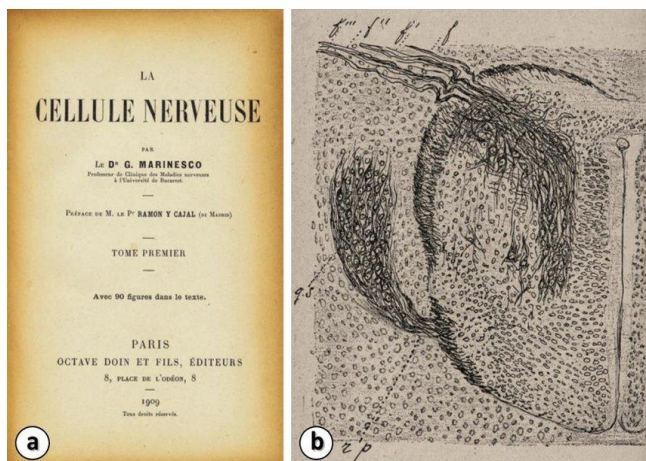 LA
CELLULE NERVEUSE
PAR
LE Dʳ G. MARINESCO
Professeur de Clinique des Maladies nerveuses
à l'Université de Bucarest.
PRÉFACE DE M. LE Pʳ RAMON Y CAJAL (DE MADRID)
TOME PREMIER
Avec 90 figures dans le texte.
PARIS
OCTAVE DOIN ET FILS, ÉDITEURS
8, PLACE DE L'ODÉON, 8
1909
Tous droits réservés.
a
f''' f'' f' f
g.s
r p
b